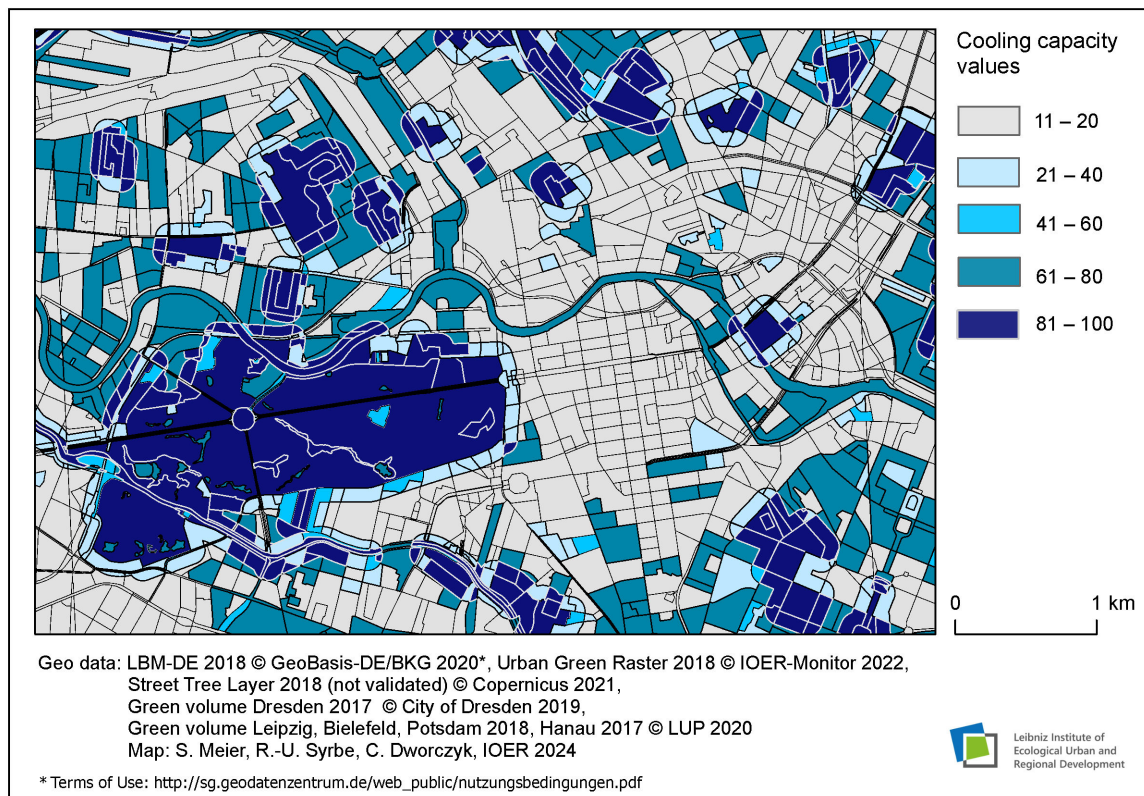 Cooling capacity
values
11 – 20
21 – 40
41 – 60
61 – 80
81 – 100
0 1 km
Geo data: LBM-DE 2018 © GeoBasis-DE/BKG 2020*, Urban Green Raster 2018 © IOER-Monitor 2022,
Street Tree Layer 2018 (not validated) © Copernicus 2021,
Green volume Dresden 2017 © City of Dresden 2019,
Green volume Leipzig, Bielefeld, Potsdam 2018, Hanau 2017 © LUP 2020
Map: S. Meier, R.-U. Syrbe, C. Dworczyk, IOER 2024
* Terms of Use: http://sg.geodatenzentrum.de/web_public/nutzungsbedingungen.pdf
Leibniz Institute of
Ecological Urban and
Regional Development